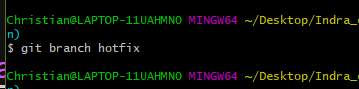 Christian@LAPTOP-11UAHMNO MINGW64 ~/Desktop/Indra_
n)
$ git branch hotfix
Christian@LAPTOP-11UAHMNO MINGW64 ~/Desktop/Indra_